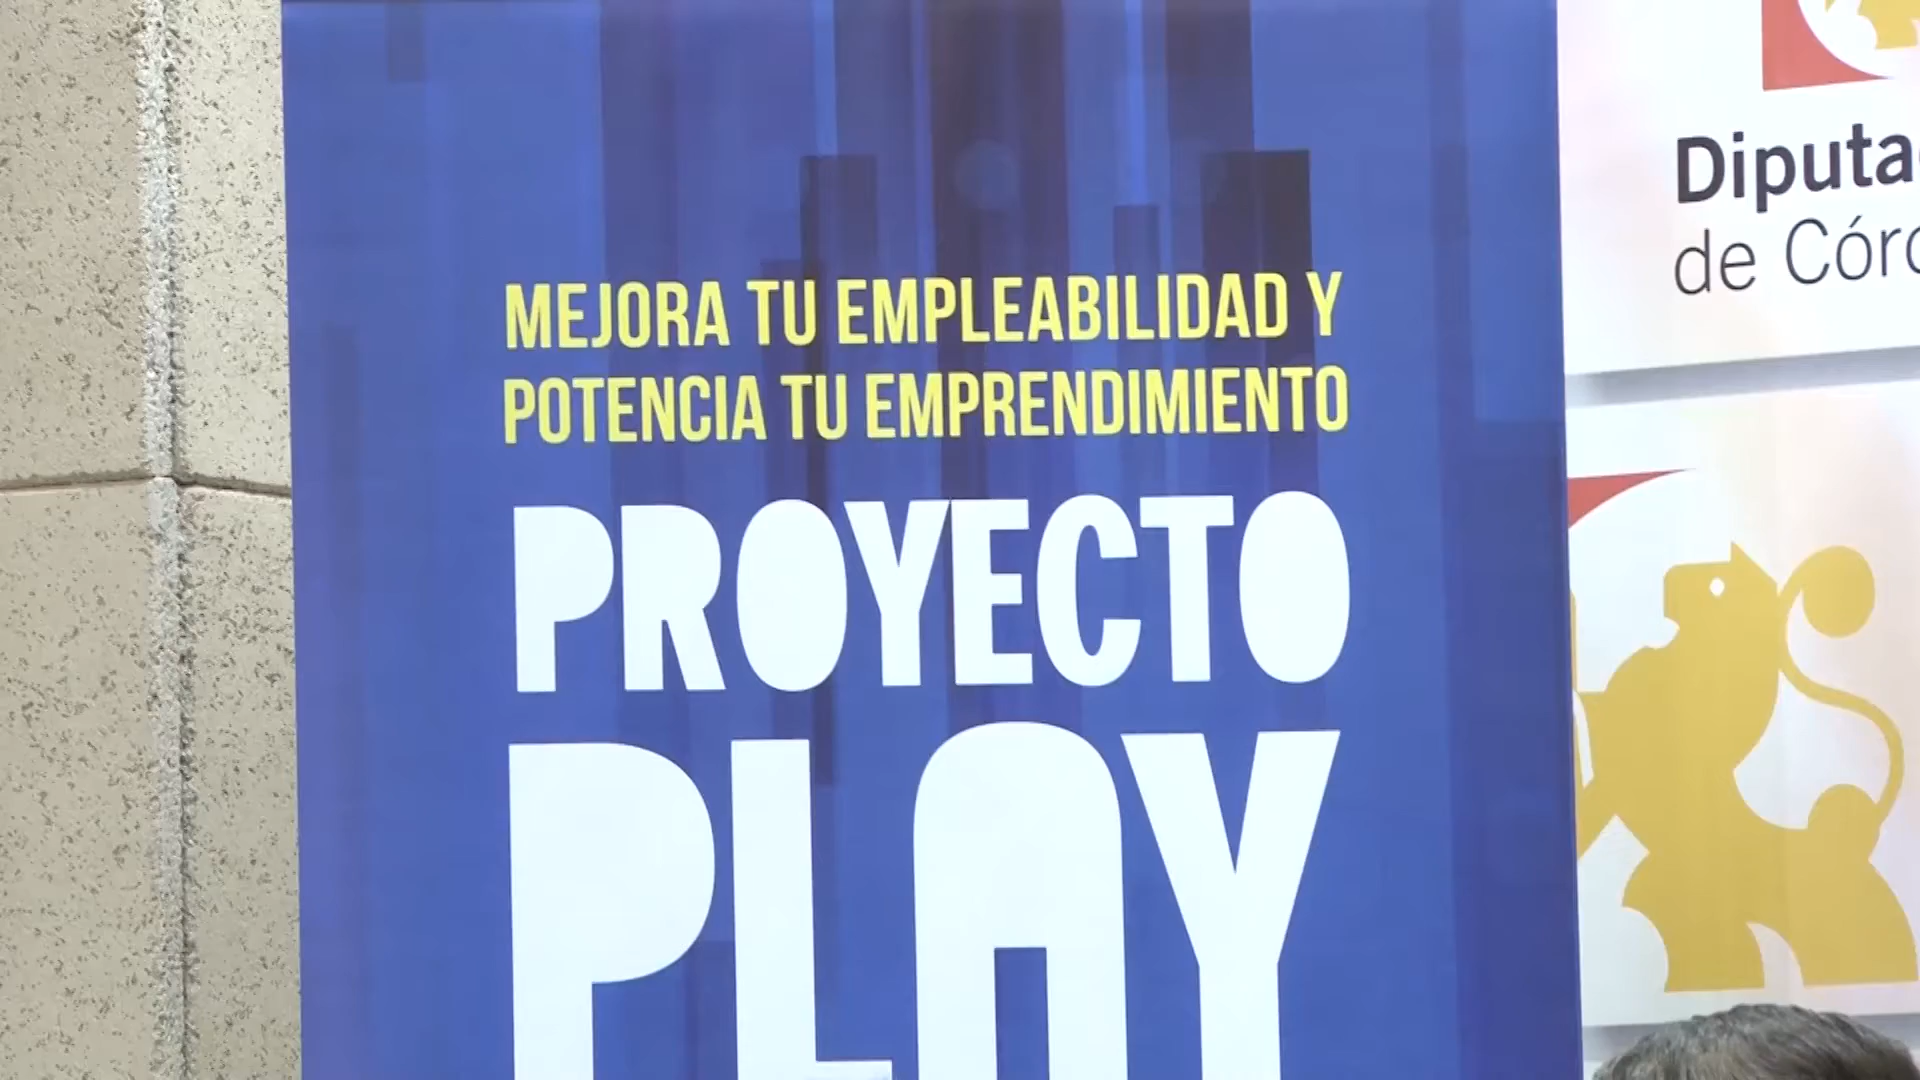 MEJORA TU EMPLEABILIDAD Y
POTENCIA TU EMPRENDIMIENTO
PROYECTO
PLAY
Diputa
de Córd